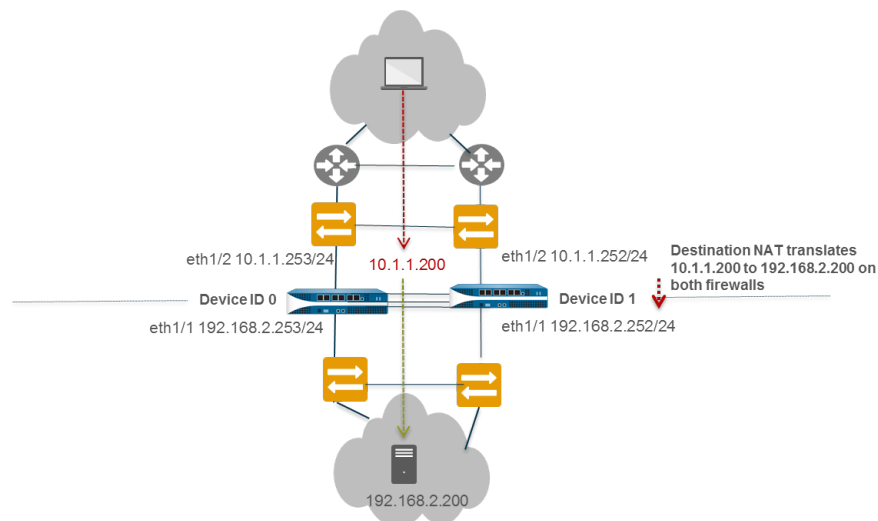 eth1/2 10.1.1.253/24
10.1.1.200
eth1/2 10.1.1.252/24
Destination NAT translates
10.1.1.200 to 192.168.2.200 on
both firewalls
Device ID 0
Device ID 1
eth1/1 192.168.2.253/24
eth1/1 192.168.2.252/24
192.168.2.200